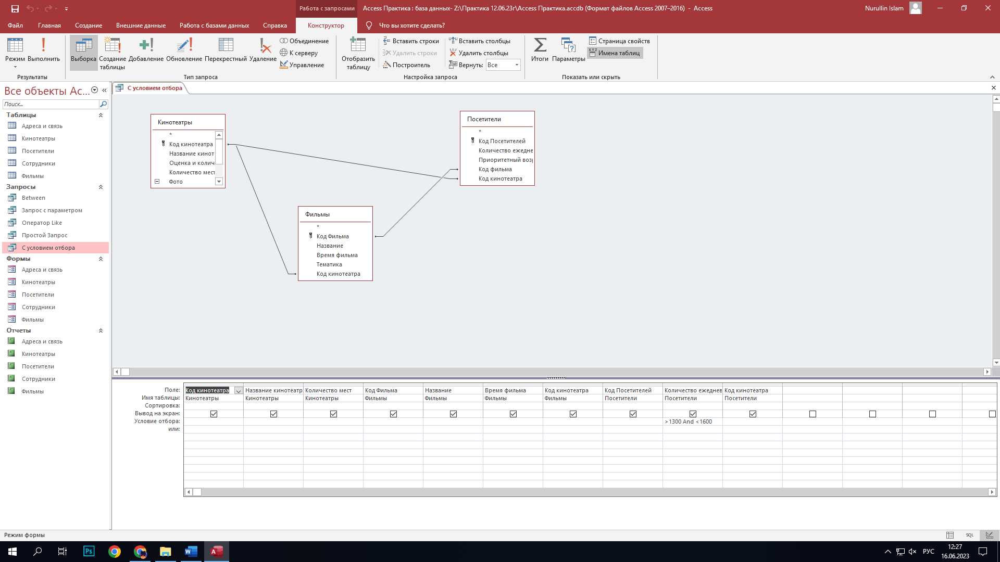 Работа с запросами
Access Практика : база данных- Z:\Практика 12.06.23г\Access Практика.accdb (Формат файлов Access 2007–2016) - Access
Nurullin Islam
Файл
Главная
Создание
Внешние данные
Работа с базами данных
Справка
Конструктор
Что вы хотите сделать?
Режим
Выполнить
Результаты
Выборка
Создание таблицы
Добавление
Обновление
Перекрестный
Удаление
Объединение
К серверу
Управление
Тип запроса
Отобразить таблицу
Вставить строки
Удалить строки
Построитель
Вставить столбцы
Удалить столбцы
Вернуть: Все
Настройка запроса
Итоги
Параметры
Страница свойств
XYZ Имена таблиц
Показать или скрыть
Все объекты Ac...
Поиск...
Таблицы
Адреса и связь
Кинотеатры
Посетители
Сотрудники
Фильмы
Запросы
Between
Запрос с параметром
Оператор Like
Простой Запрос
С условием отбора
Формы
Адреса и связь
Кинотеатры
Посетители
Сотрудники
Фильмы
Отчеты
Адреса и связь
Кинотеатры
Посетители
Сотрудники
Фильмы
С условием отбора
Кинотеатры
*
Код кинотеатра
Название кинот
Оценка и колич
Количество мест
Фото
Посетители
*
Код Посетителей
Количество ежедне
Приоритетный воз
Код фильма
Код кинотеатра
Фильмы
*
Код Фильма
Название
Время фильма
Тематика
Код кинотеатра
Поле: Код кинотеатра Название кинотеатр Количество мест Код Фильма Название Время фильма Код кинотеатра Код Посетителей Количество ежеднев Код кинотеатра
Имя таблицы: Кинотеатры Кинотеатры Кинотеатры Фильмы Фильмы Фильмы Фильмы Посетители Посетители Посетители
Сортировка:
Вывод на экран:
Условие отбора: >1300 And <1600
или:
Режим формы
SQL
Ps
W
A
РУС
12:27
16.06.2023